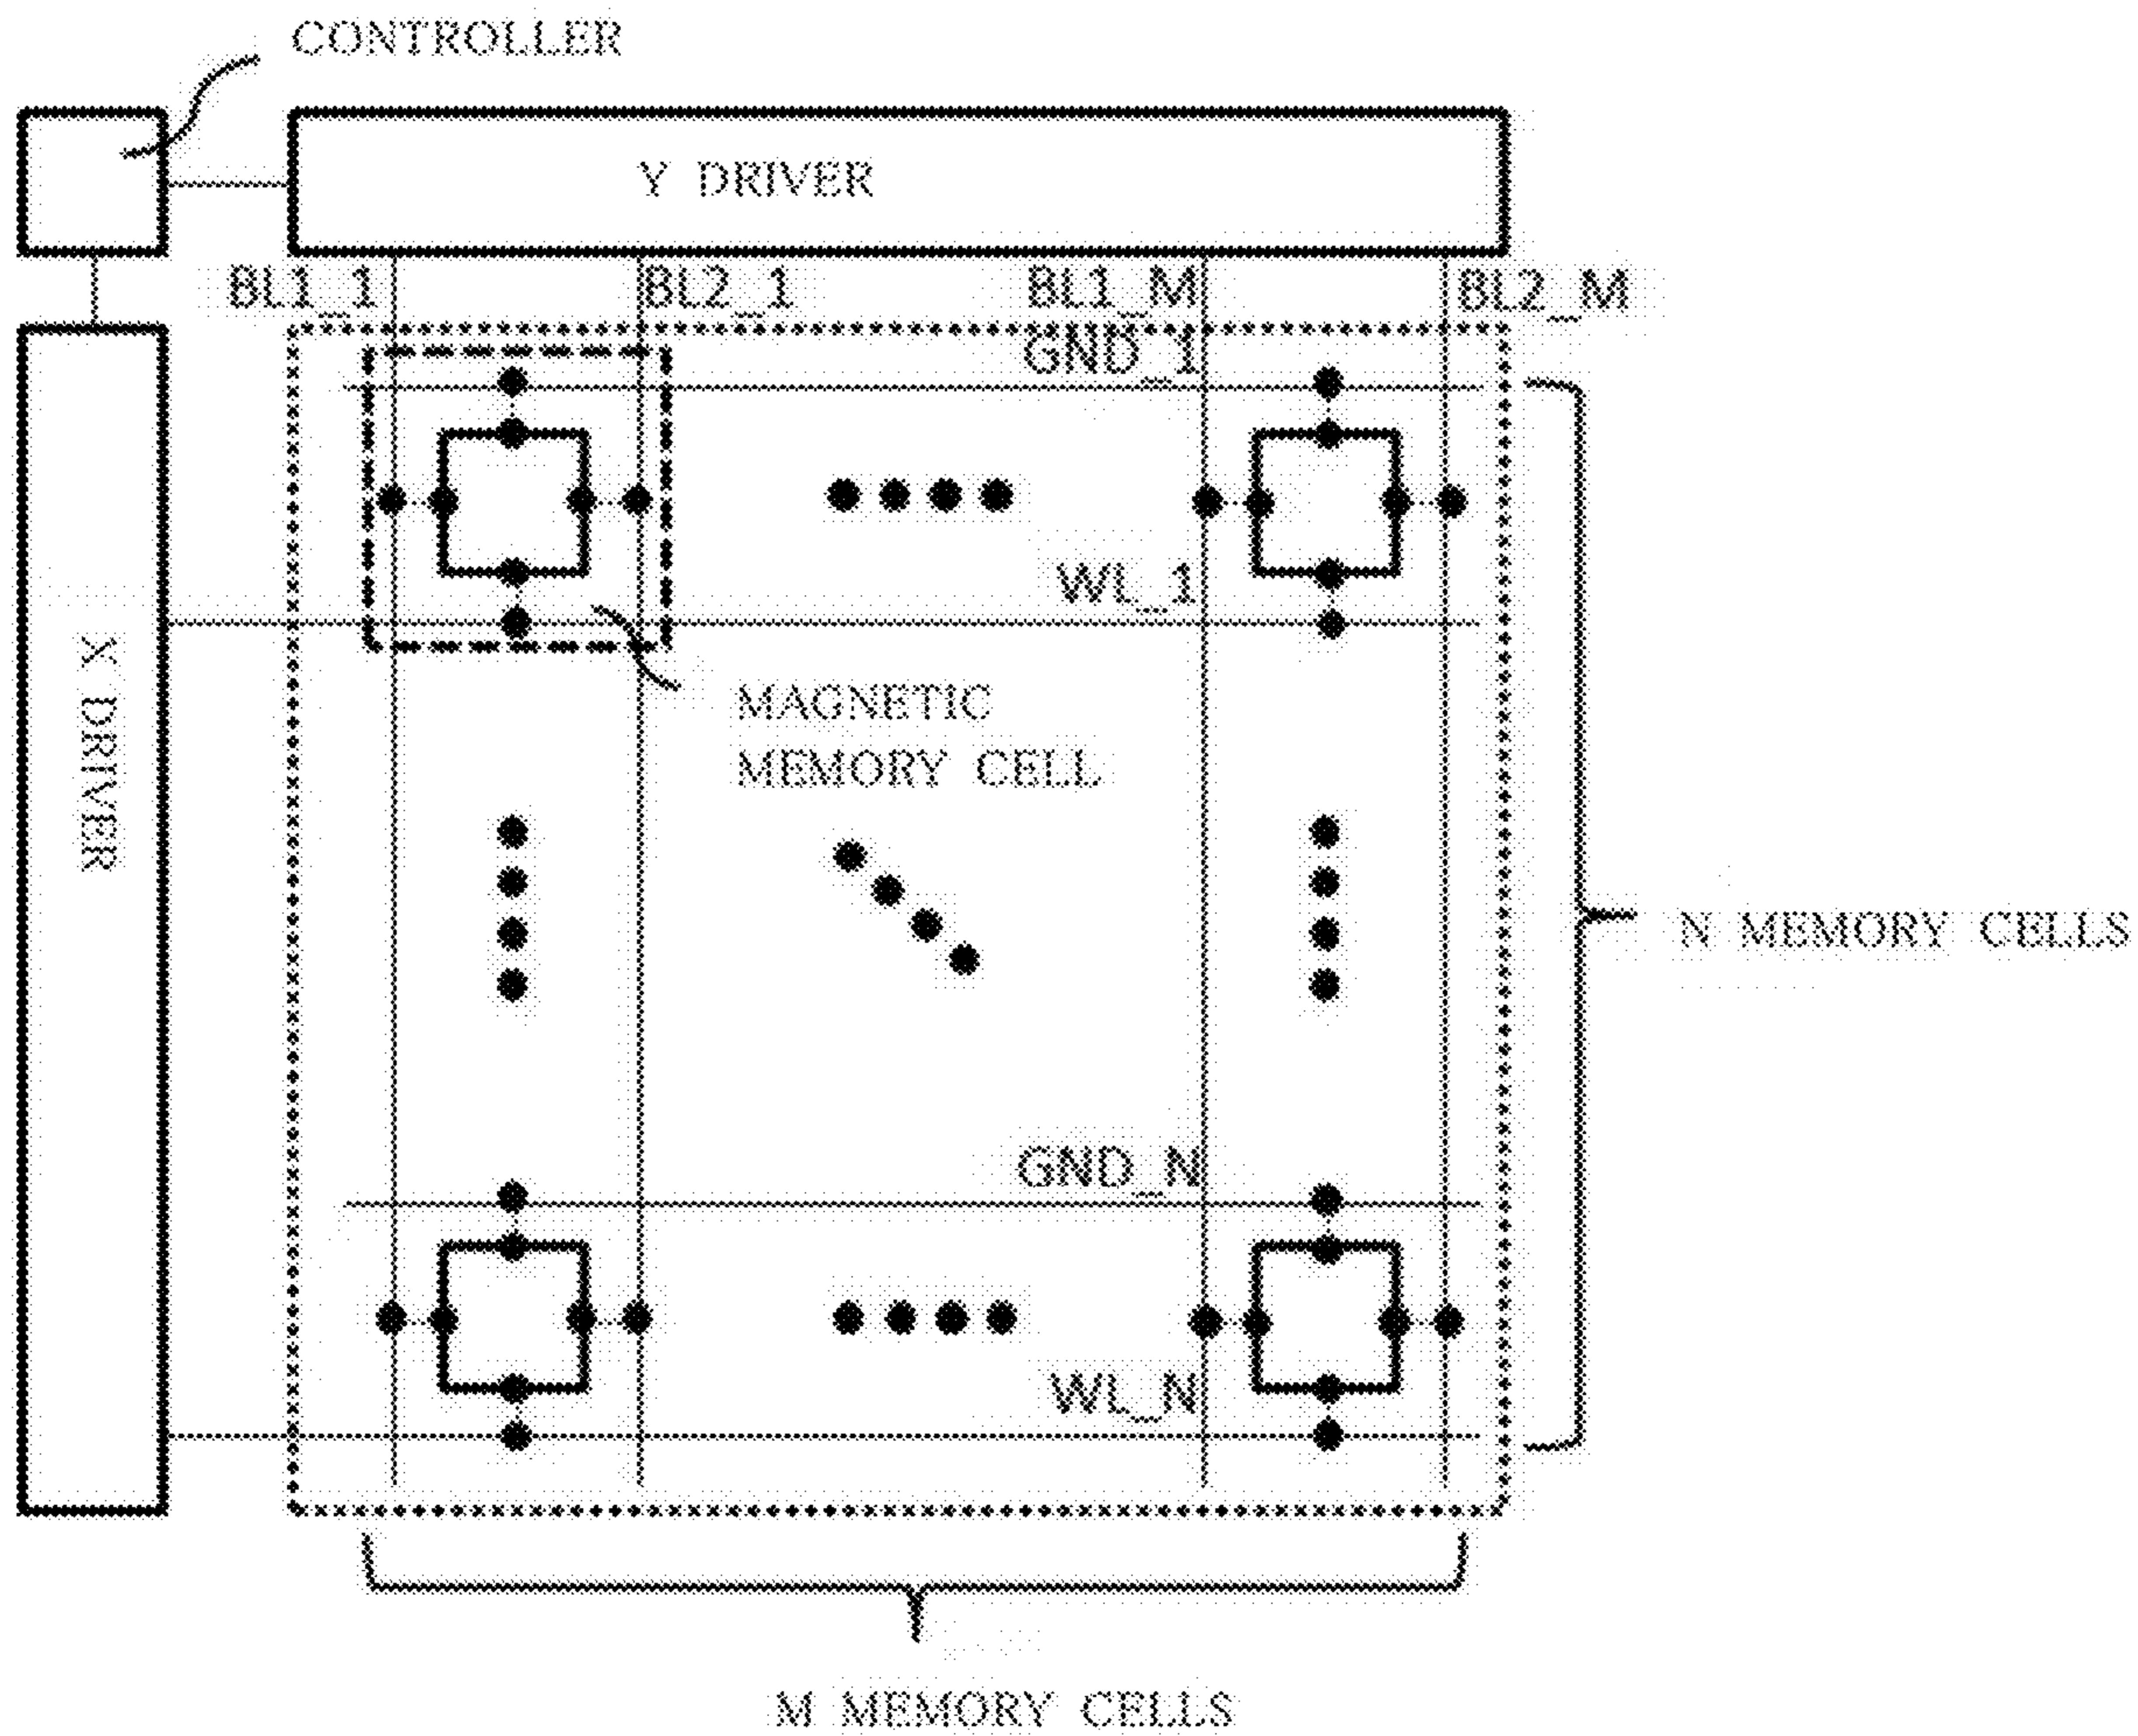 CONTROLLER
Y DRIVER
BL1_1
BL2_1
BL1_M
BL2_M
GND_1
WL_1
X DRIVER
MAGNETIC
MEMORY CELL
N MEMORY CELLS
GND_N
WL_N
M MEMORY CELLS